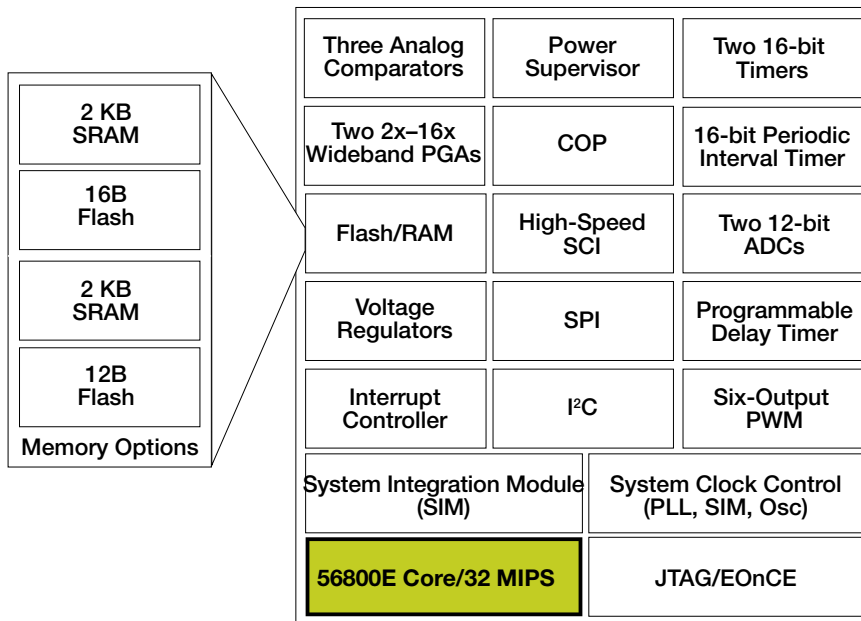 2 KB
SRAM
16B
Flash
2 KB
SRAM
12B
Flash
Memory Options
Three Analog
Comparators
Power
Supervisor
Two 16-bit
Timers
Two 2x–16x
Wideband PGAs
COP
16-bit Periodic
Interval Timer
Flash/RAM
High-Speed
SCI
Two 12-bit
ADCs
Voltage
Regulators
SPI
Programmable
Delay Timer
Interrupt
Controller
I²C
Six-Output
PWM
System Integration Module
(SIM)
System Clock Control
(PLL, SIM, Osc)
56800E Core/32 MIPS
JTAG/EOnCE